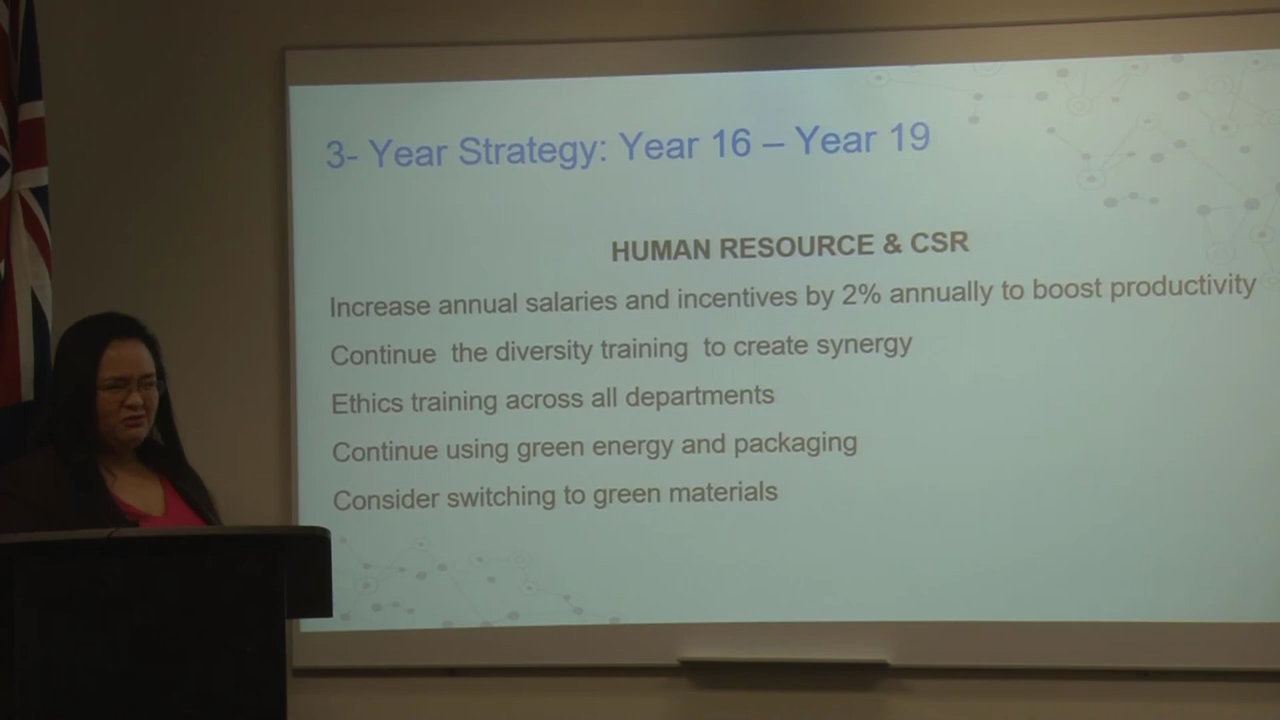 3- Year Strategy: Year 16 – Year 19
HUMAN RESOURCE & CSR
Increase annual salaries and incentives by 2% annually to boost productivity
Continue the diversity training to create synergy
Ethics training across all departments
Continue using green energy and packaging
Consider switching to green materials